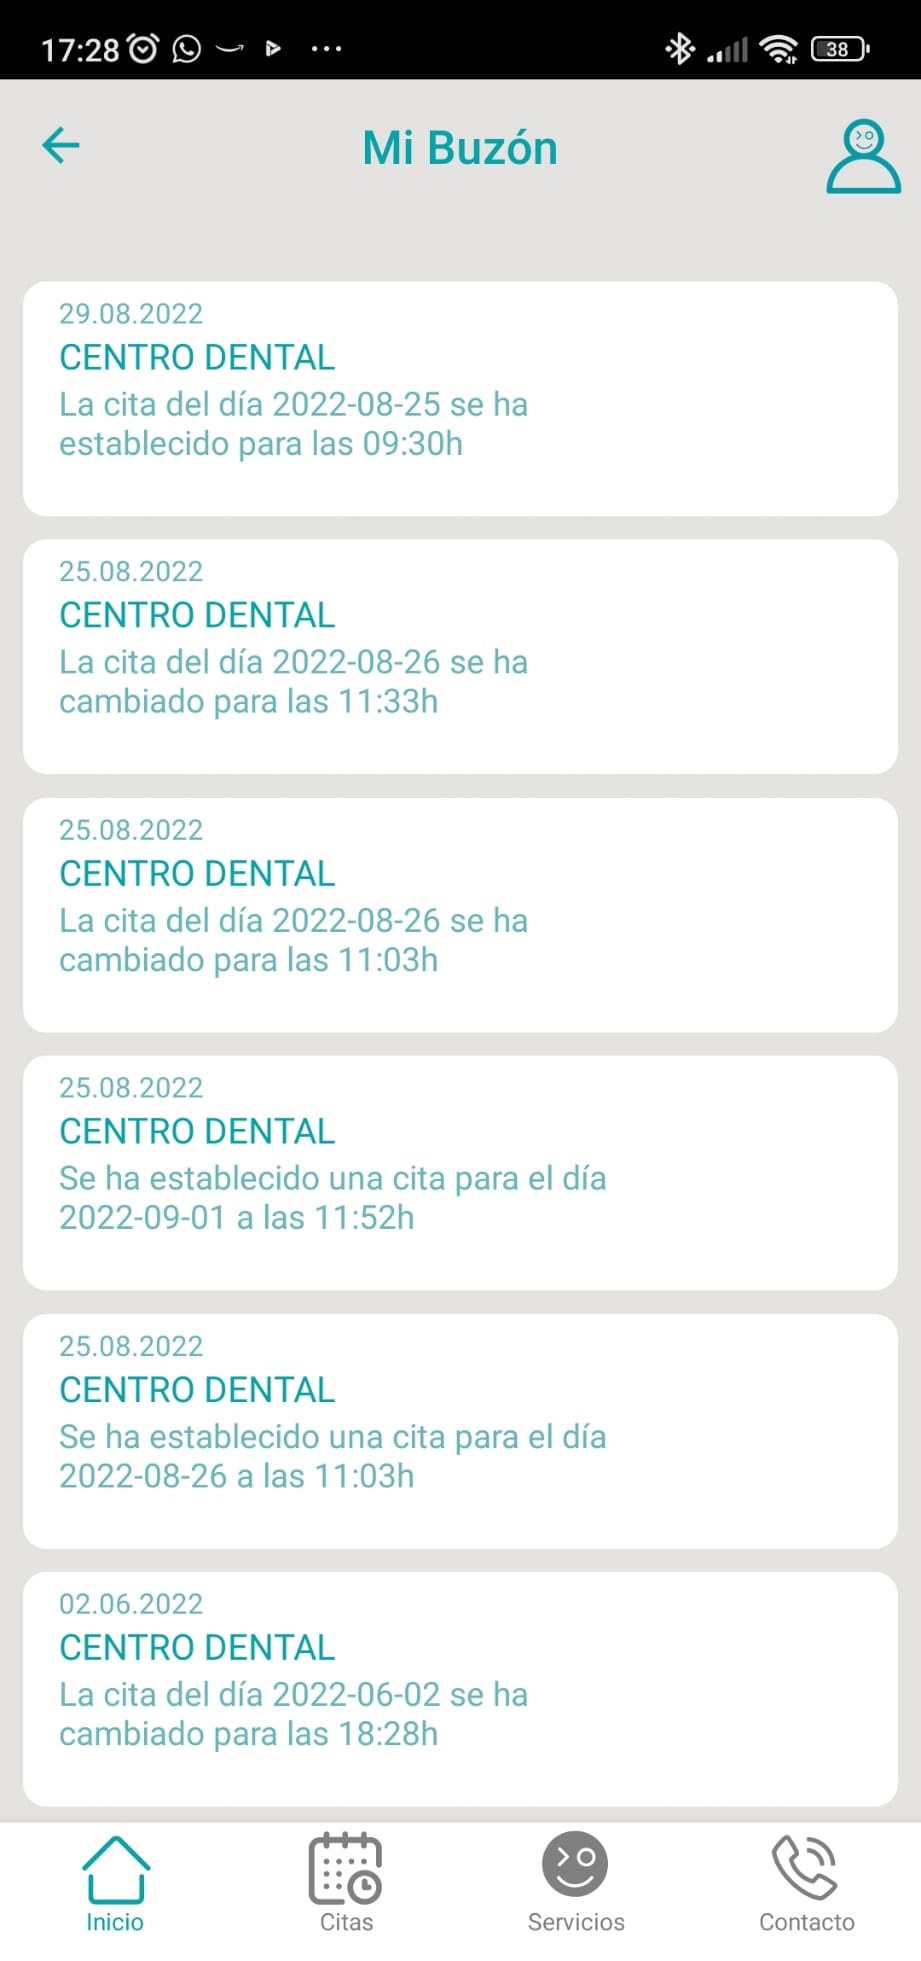 17:28
38
Mi Buzón
29.08.2022
CENTRO DENTAL
La cita del día 2022-08-25 se ha
establecido para las 09:30h
25.08.2022
CENTRO DENTAL
La cita del día 2022-08-26 se ha
cambiado para las 11:33h
25.08.2022
CENTRO DENTAL
La cita del día 2022-08-26 se ha
cambiado para las 11:03h
25.08.2022
CENTRO DENTAL
Se ha establecido una cita para el día
2022-09-01 a las 11:52h
25.08.2022
CENTRO DENTAL
Se ha establecido una cita para el día
2022-08-26 a las 11:03h
02.06.2022
CENTRO DENTAL
La cita del día 2022-06-02 se ha
cambiado para las 18:28h
Inicio
Citas
Servicios
Contacto